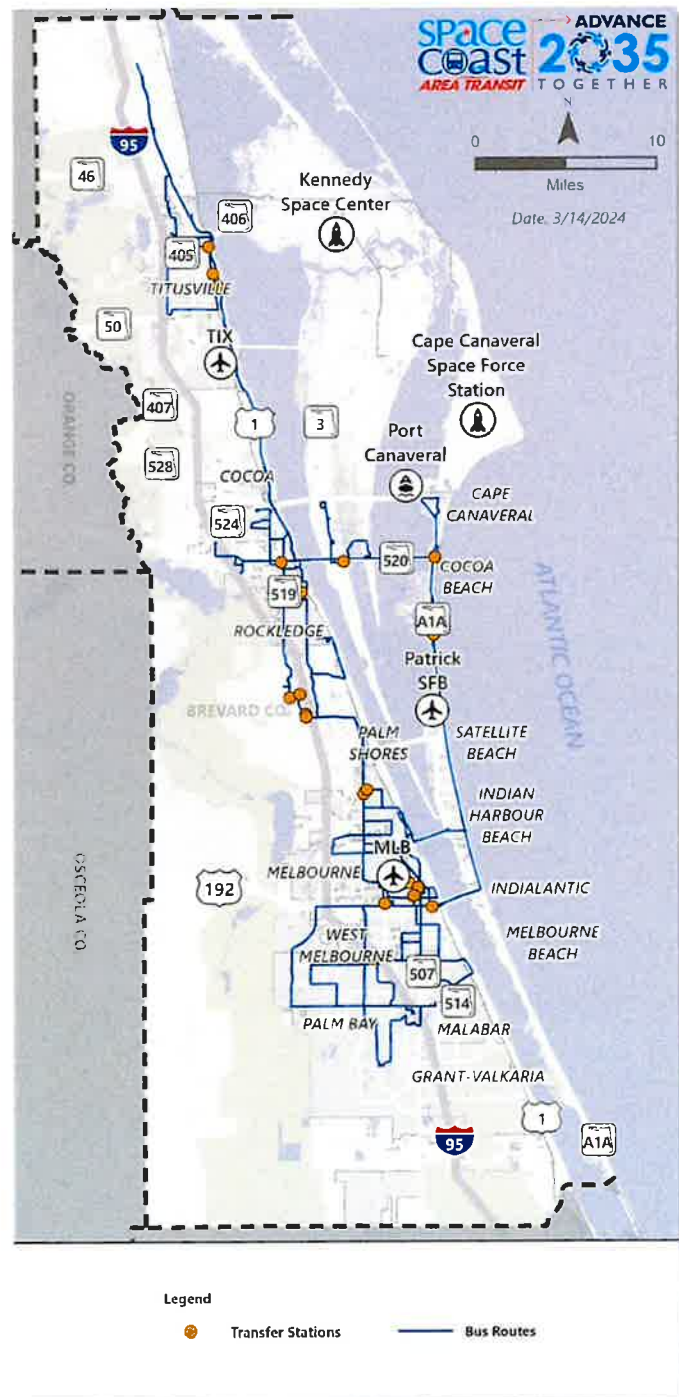 SPACE
COAST
AREA TRANSIT
ADVANCE
2035
TOGETHER
N
0
10
Miles
Date: 3/14/2024
95
46
Kennedy
Space Center
406
405
TITUSVILLE
50
TIX
Cape Canaveral
Space Force
Station
ORANGE CO.
407
1
3
Port
Canaveral
528
COCOA
CAPE
CANAVERAL
524
520
COCOA
BEACH
519
A1A
ROCKLEDGE
ATLANTIC OCEAN
Patrick
SFB
BREVARD CO.
PALM
SHORES
SATELLITE
BEACH
INDIAN
HARBOUR
BEACH
MLB
OSCEOLA CO.
192
MELBOURNE
INDIALANTIC
WEST
MELBOURNE
MELBOURNE
BEACH
507
514
PALM BAY
MALABAR
GRANT-VALKARIA
1
95
A1A
Legend
Transfer Stations
Bus Routes